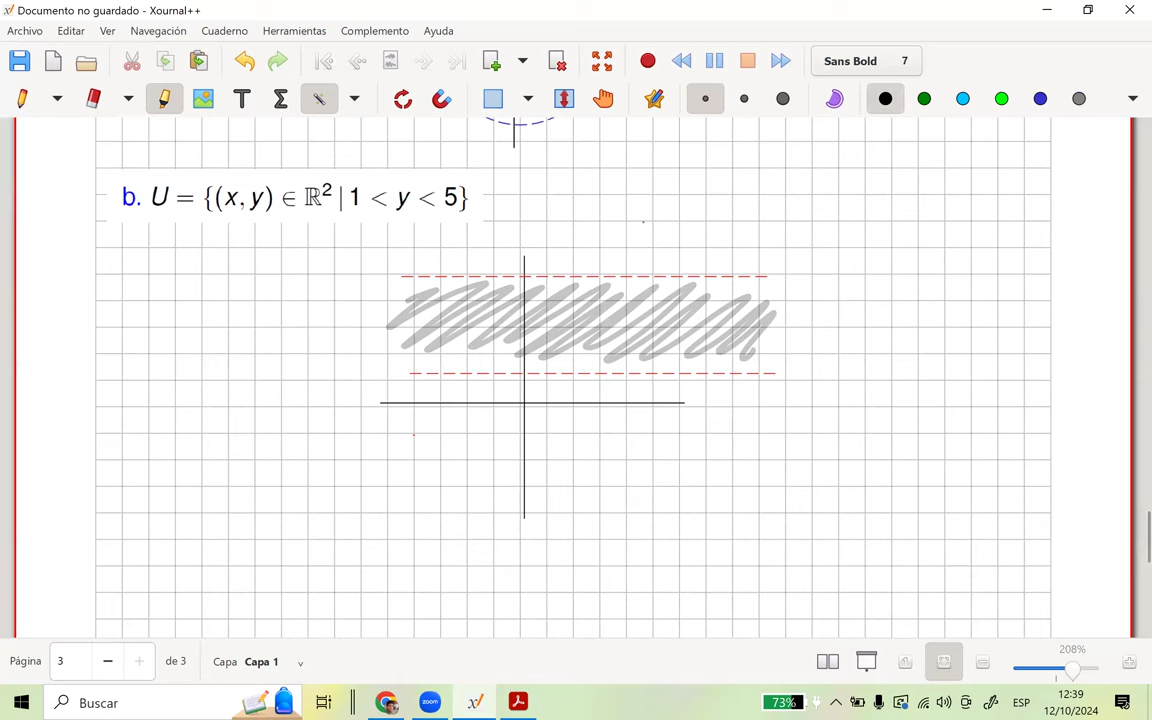 Documento no guardado - Xournal++
Archivo Editar Ver Navegación Cuaderno Herramientas Complemento Ayuda
Sans Bold 7
b. U = {(x, y) ∈ ℝ² | 1 < y < 5}
Página 3 de 3 Capa Capa 1 208%
Buscar 73% ESP 12:39
12/10/2024